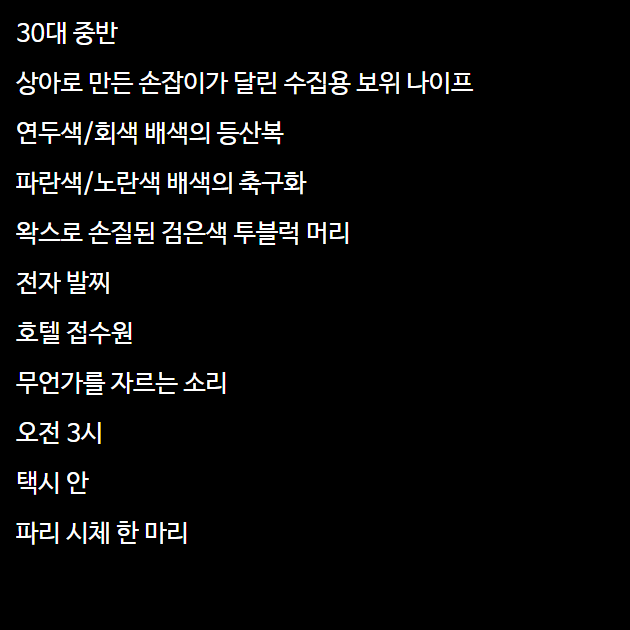 30대 중반
상아로 만든 손잡이가 달린 수집용 보위 나이프
연두색/회색 배색의 등산복
파란색/노란색 배색의 축구화
왁스로 손질된 검은색 투블럭 머리
전자 발찌
호텔 접수원
무언가를 자르는 소리
오전 3시
택시 안
파리 시체 한 마리